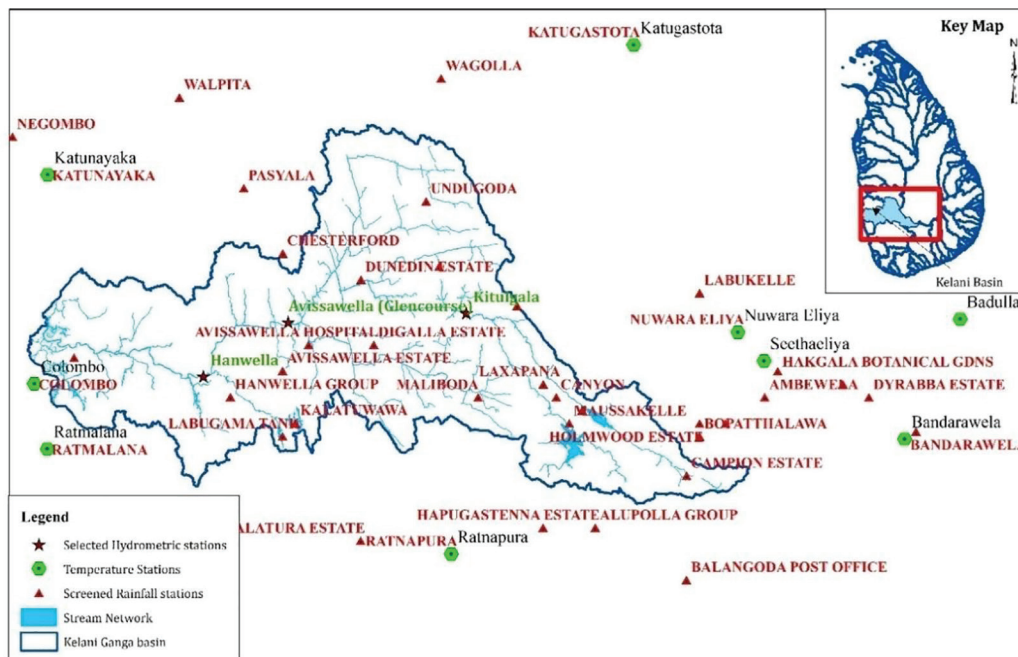 KATUGASTOTA
Katugastota
Key Map
N
WAGOLLA
WALPITA
NEGOMBO
Katunayaka
KATUNAYAKA
PASYALA
UNDUGODA
CHESTERFORD
DUNEDIN ESTATE
LABUKELLE
Kelani Basin
Avissawella (Glencourse)
Kitulgala
NUWARA ELIYA
Nuwara Eliya
Badulla
AVISSAWELLA HOSPITAL
DIGALLA ESTATE
Seethaeliya
Hanwella
AVISSAWELLA ESTATE
HAKGALA BOTANICAL GDNS
Colombo
COLOMBO
HANWELLA GROUP
MALIBODA
LAXAPANA
CANYON
AMBEWELA
DYRABBA ESTATE
LABUGAMA TANK
KALATUWAWA
MAUSSAKELLE
BOPATTHALAWA
Bandarawela
Ratmalana
RATMALANA
HOLMWOOD ESTATE
BANDARAWELA
CAMPION ESTATE
Legend
Selected Hydrometric stations
Temperature Stations
Screened Rainfall stations
Stream Network
Kelani Ganga basin
ALATURA ESTATE
RATNAPURA
Ratnapura
HAPUGASTENNA ESTATE
ALUPOLLA GROUP
BALANGODA POST OFFICE